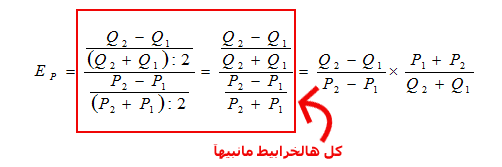 E_P = ((Q_2 − Q_1)/((Q_2 + Q_1) : 2))/((P_2 − P_1)/((P_2 + P_1) : 2)) = ((Q_2 − Q_1)/(Q_2 + Q_1))/((P_2 − P_1)/(P_2 + P_1)) = (Q_2 − Q_1)/(P_2 − P_1) × (P_1 + P_2)/(Q_2 + Q_1)
كل هالخرابيط مانبيهآ